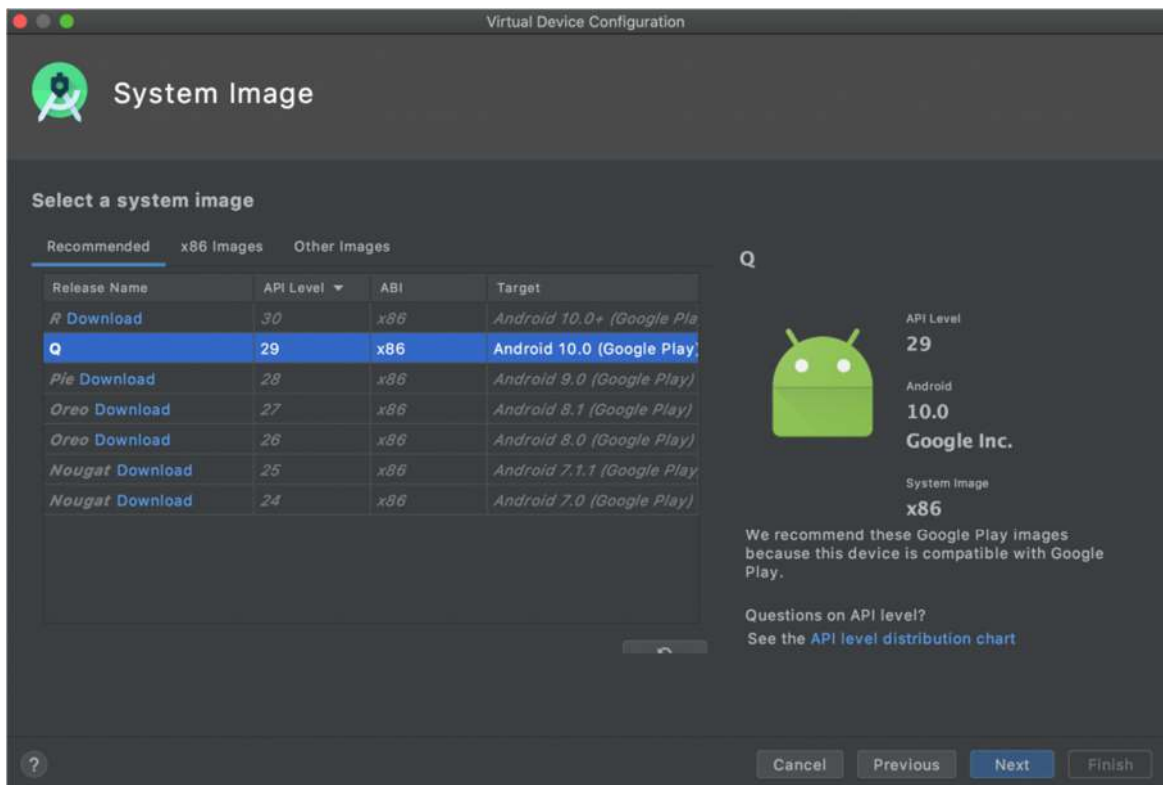 Virtual Device Configuration
System Image
Select a system image
Recommended x86 Images Other Images
Release Name API Level ABI Target
R Download 30 x86 Android 10.0+ (Google Pla
Q 29 x86 Android 10.0 (Google Play)
Pie Download 28 x86 Android 9.0 (Google Play)
Oreo Download 27 x86 Android 8.1 (Google Play)
Oreo Download 26 x86 Android 8.0 (Google Play)
Nougat Download 25 x86 Android 7.1.1 (Google Play
Nougat Download 24 x86 Android 7.0 (Google Play)
Q
API Level
29
Android
10.0
Google Inc.
System Image
x86
We recommend these Google Play images
because this device is compatible with Google
Play.
Questions on API level?
See the API level distribution chart
? Cancel Previous Next Finish